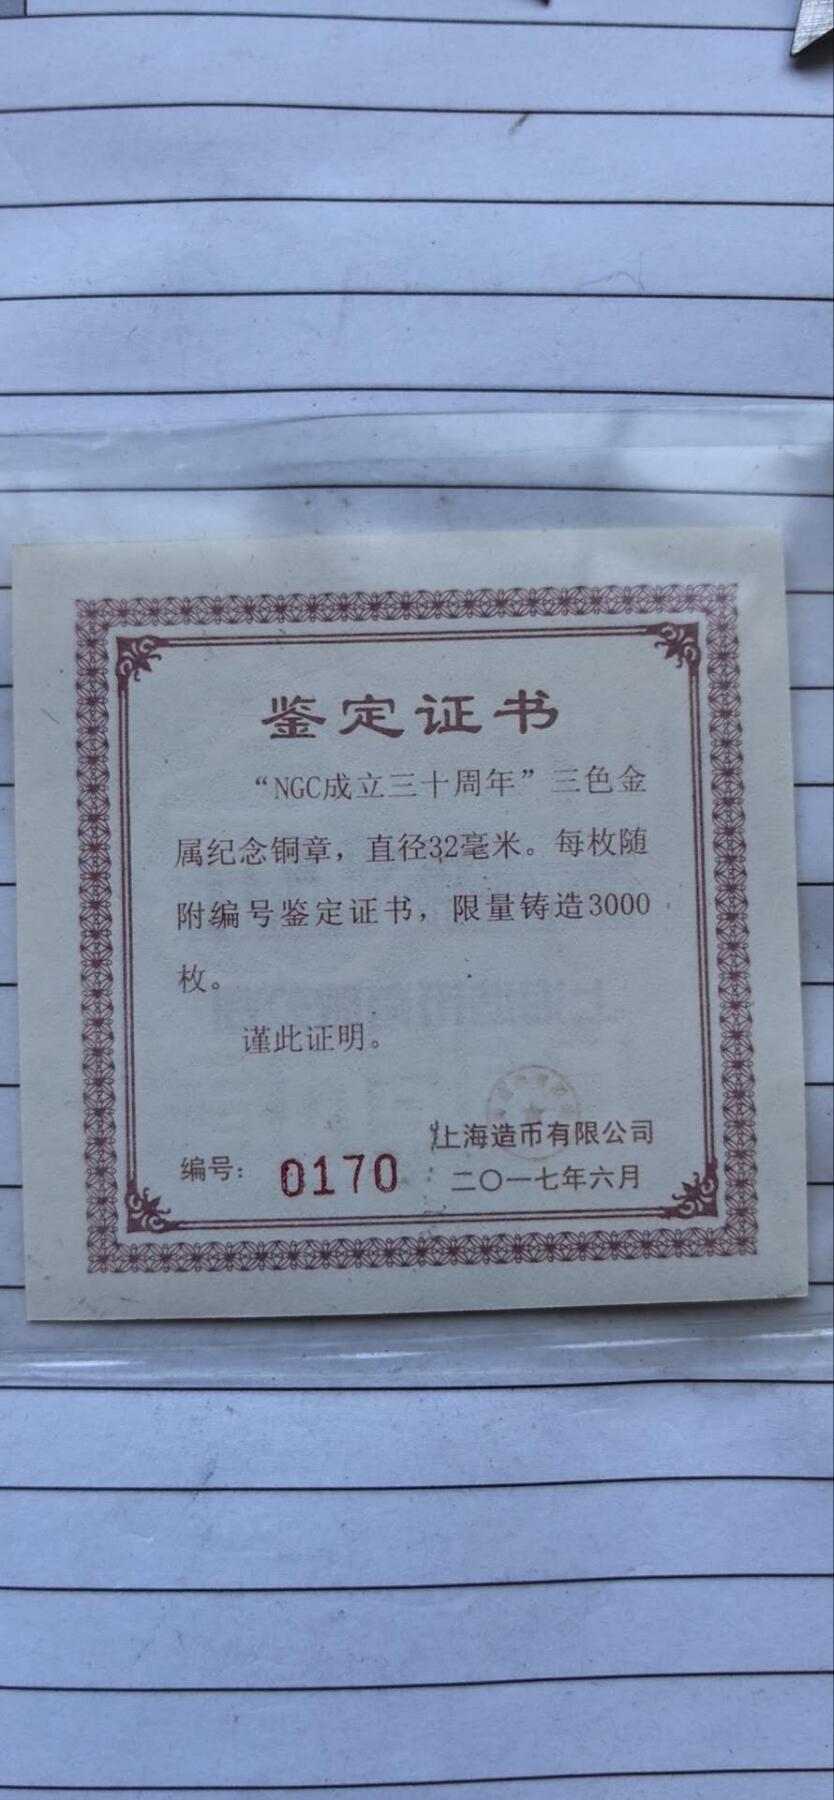 鉴定证书
“NGC成立三十周年”三色金
属纪念铜章，直径32毫米。每枚随
附编号鉴定证书，限量铸造3000
枚。
谨此证明。
上海造币有限公司
编号：0170
二〇一七年六月